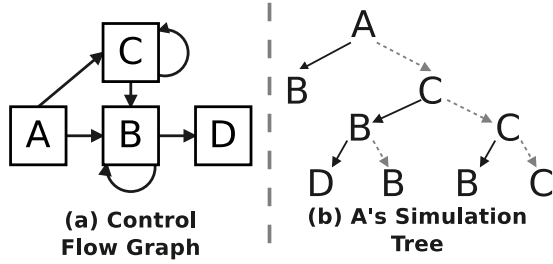 C
A B D
(a) Control
Flow Graph
A
B C
B C
D B B C
(b) A's Simulation
Tree